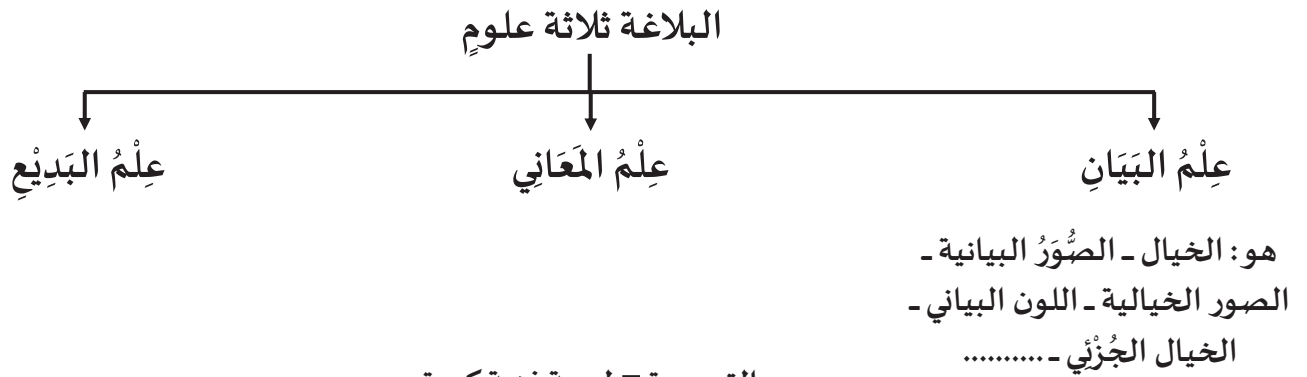 البلاغة ثلاثة علومٍ
عِلْمُ البَيَانِ
عِلْمُ المَعَانِي
عِلْمُ البَدِيْعِ
هو: الخيال ـ الصُّوَرُ البيانية ـ
الصور الخيالية ـ اللون البياني ـ
الخيال الجُزْئِي ـ ..........